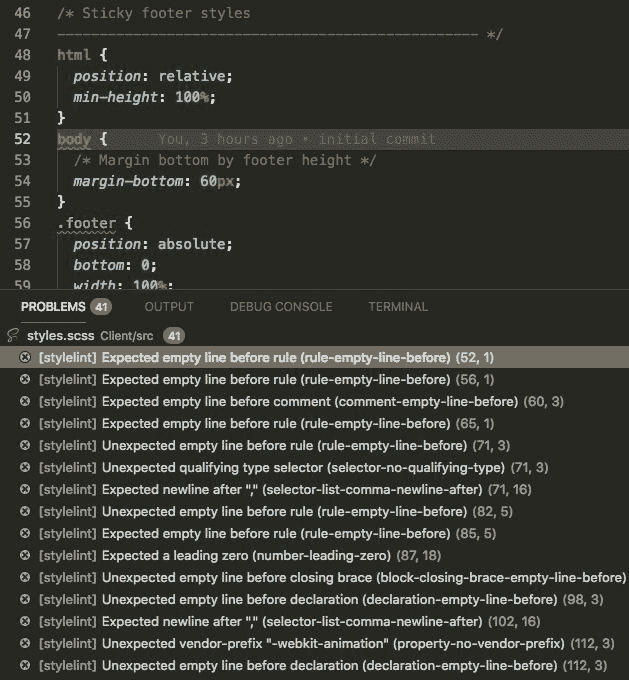 46 /* Sticky footer styles
47 -------------------------------------------------- */
48 html {
49 position: relative;
50 min-height: 100%;
51 }
52 body { You, 3 hours ago • initial commit
53 /* Margin bottom by footer height */
54 margin-bottom: 60px;
55 }
56 .footer {
57 position: absolute;
58 bottom: 0;
59 width: 100%;
PROBLEMS 41 OUTPUT DEBUG CONSOLE TERMINAL
styles.scss Client/src 41
[stylelint] Expected empty line before rule (rule-empty-line-before) (52, 1)
[stylelint] Expected empty line before rule (rule-empty-line-before) (56, 1)
[stylelint] Expected empty line before comment (comment-empty-line-before) (60, 3)
[stylelint] Expected empty line before rule (rule-empty-line-before) (65, 1)
[stylelint] Unexpected empty line before rule (rule-empty-line-before) (71, 3)
[stylelint] Unexpected qualifying type selector (selector-no-qualifying-type) (71, 3)
[stylelint] Expected newline after "," (selector-list-comma-newline-after) (71, 16)
[stylelint] Unexpected empty line before rule (rule-empty-line-before) (82, 5)
[stylelint] Expected empty line before rule (rule-empty-line-before) (85, 5)
[stylelint] Expected a leading zero (number-leading-zero) (87, 18)
[stylelint] Unexpected empty line before closing brace (block-closing-brace-empty-line-before)
[stylelint] Unexpected empty line before declaration (declaration-empty-line-before) (98, 3)
[stylelint] Expected newline after "," (selector-list-comma-newline-after) (102, 16)
[stylelint] Unexpected vendor-prefix "-webkit-animation" (property-no-vendor-prefix) (112, 3)
[stylelint] Unexpected empty line before declaration (declaration-empty-line-before) (112, 3)